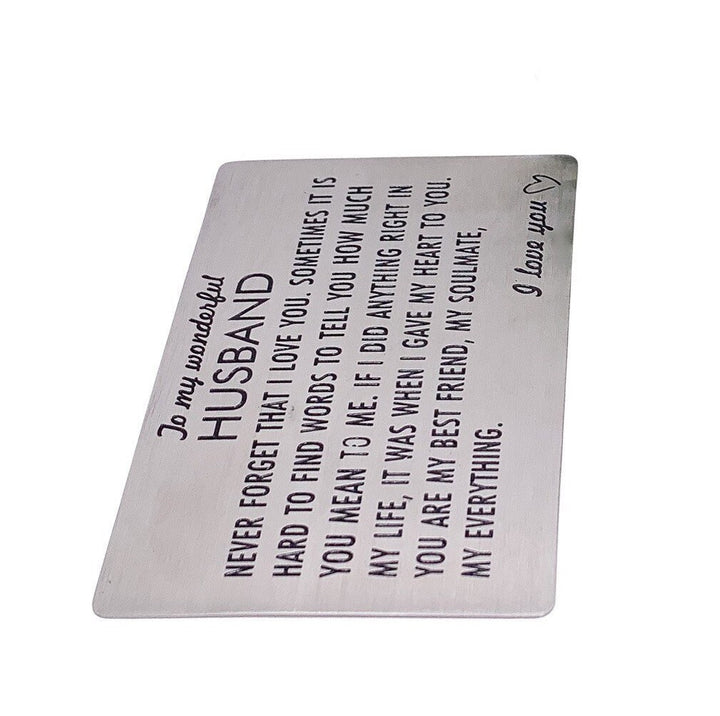 To my wonderful
HUSBAND
NEVER FORGET THAT I LOVE YOU. SOMETIMES IT IS
HARD TO FIND WORDS TO TELL YOU HOW MUCH
YOU MEAN TO ME. IF I DID ANYTHING RIGHT IN
MY LIFE, IT WAS WHEN I GAVE MY HEART TO YOU.
YOU ARE MY BEST FRIEND, MY SOULMATE,
MY EVERYTHING.
I love you